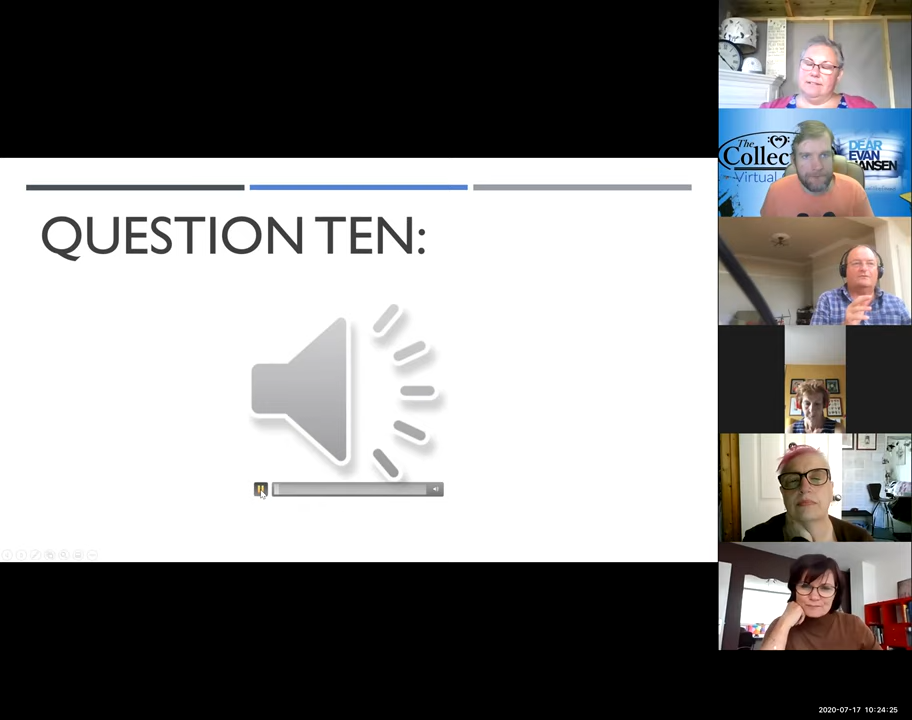 QUESTION TEN:
The
Collec
Virtual
DEAR
EVAN
HANSEN
2020-07-17 10:24:25